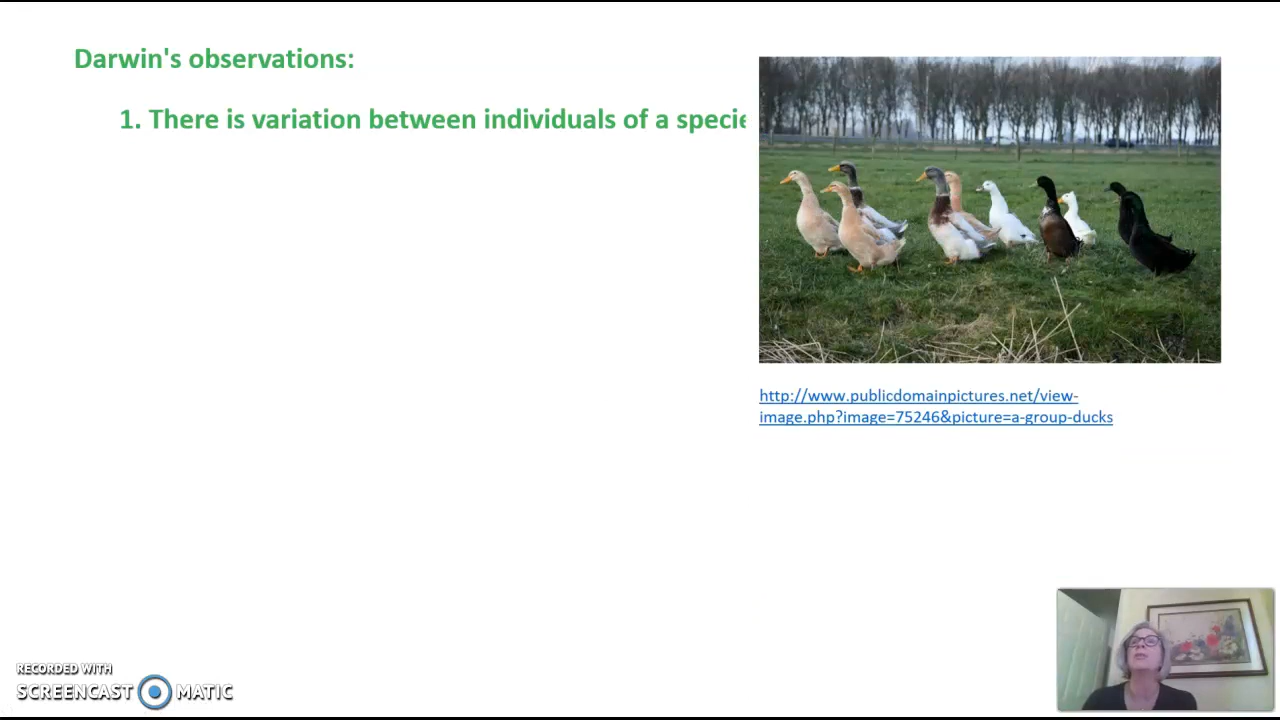 Darwin's observations:
1. There is variation between individuals of a specie
http://www.publicdomainpictures.net/view-
image.php?image=75246&picture=a-group-ducks
RECORDED WITH
SCREENCAST MATIC